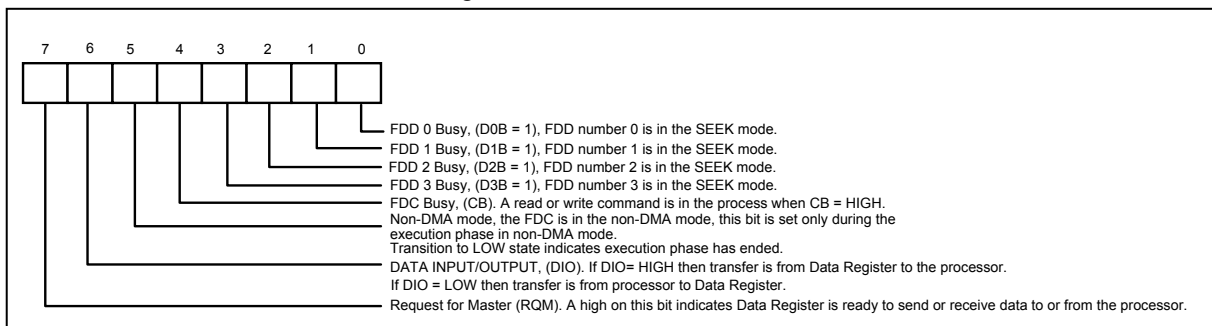 7 6 5 4 3 2 1 0
FDD 0 Busy, (D0B = 1), FDD number 0 is in the SEEK mode.
FDD 1 Busy, (D1B = 1), FDD number 1 is in the SEEK mode.
FDD 2 Busy, (D2B = 1), FDD number 2 is in the SEEK mode.
FDD 3 Busy, (D3B = 1), FDD number 3 is in the SEEK mode.
FDC Busy, (CB). A read or write command is in the process when CB = HIGH.
Non-DMA mode, the FDC is in the non-DMA mode, this bit is set only during the
execution phase in non-DMA mode.
Transition to LOW state indicates execution phase has ended.
DATA INPUT/OUTPUT, (DIO). If DIO= HIGH then transfer is from Data Register to the processor.
If DIO = LOW then transfer is from processor to Data Register.
Request for Master (RQM). A high on this bit indicates Data Register is ready to send or receive data to or from the processor.